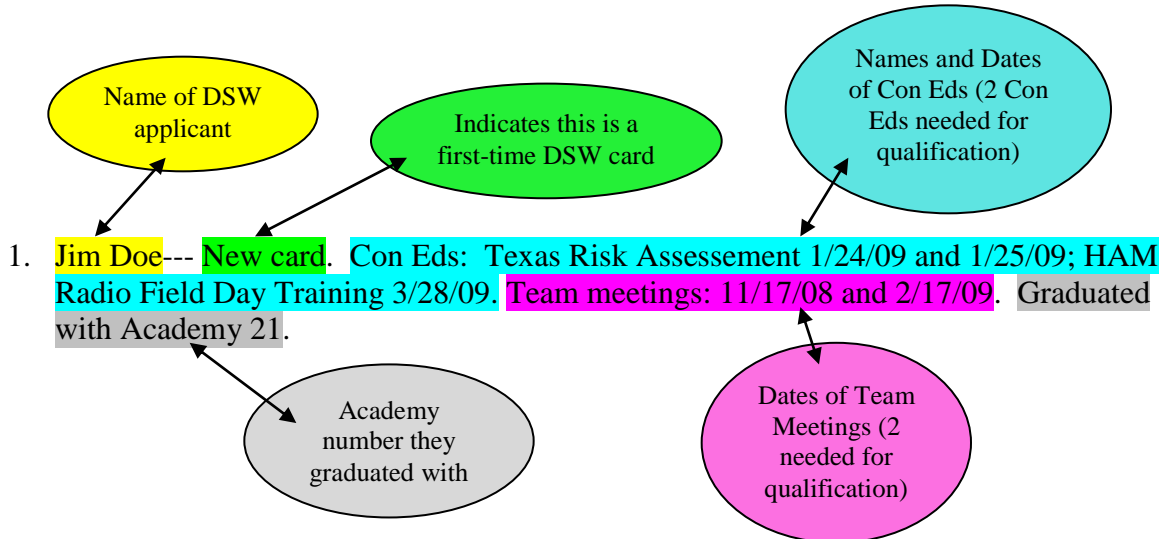 Name of DSW
applicant
Indicates this is a
first-time DSW card
Names and Dates
of Con Eds (2 Con
Eds needed for
qualification)
1. Jim Doe--- New card. Con Eds: Texas Risk Assessement 1/24/09 and 1/25/09; HAM
Radio Field Day Training 3/28/09. Team meetings: 11/17/08 and 2/17/09. Graduated
with Academy 21.
Academy
number they
graduated with
Dates of Team
Meetings (2
needed for
qualification)